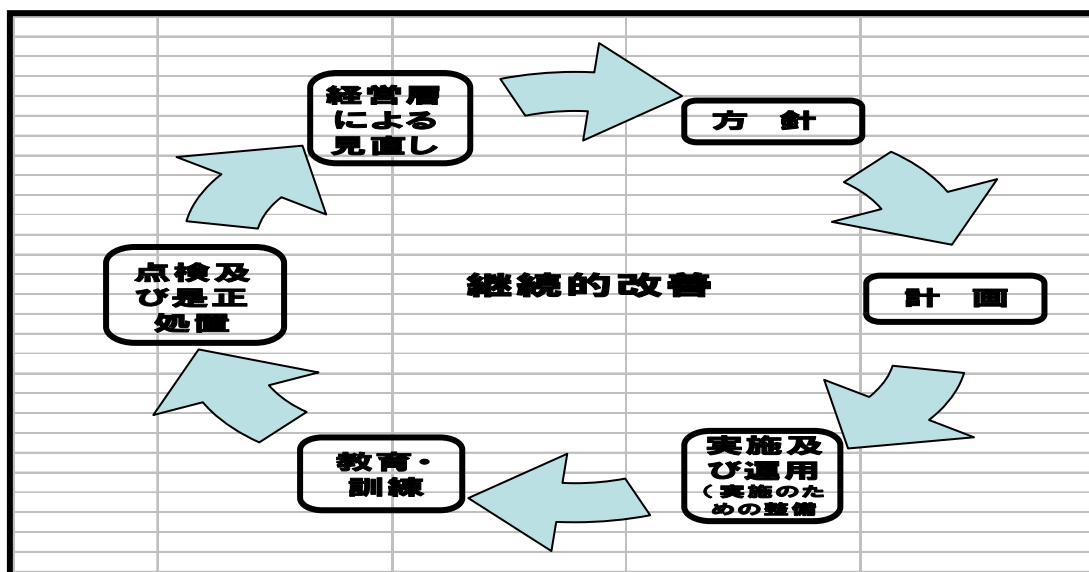 経営層
による
見直し
方　針
計　画
実施及
び運用
（実施のた
めの整備
教育・
訓練
点検及
び是正
処置
継続的改善